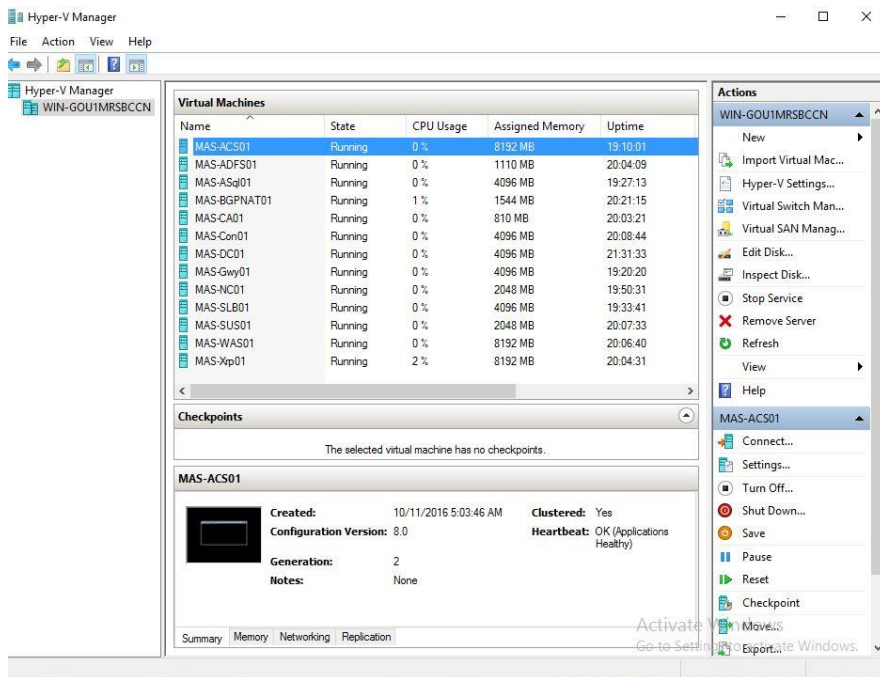 Hyper-V Manager
File Action View Help
Hyper-V Manager
WIN-GOU1MRSBCCN
Virtual Machines
Name State CPU Usage Assigned Memory Uptime
MAS-ACS01 Running 0 % 8192 MB 19:10:01
MAS-ADFS01 Running 0 % 1110 MB 20:04:09
MAS-ASql01 Running 0 % 4096 MB 19:27:13
MAS-BGPNAT01 Running 1 % 1544 MB 20:21:15
MAS-CA01 Running 0 % 810 MB 20:03:21
MAS-Con01 Running 0 % 4096 MB 20:08:44
MAS-DC01 Running 0 % 4096 MB 21:31:33
MAS-Gwy01 Running 0 % 4096 MB 19:20:20
MAS-NC01 Running 0 % 2048 MB 19:50:31
MAS-SLB01 Running 0 % 4096 MB 19:33:41
MAS-SUS01 Running 0 % 2048 MB 20:07:33
MAS-WAS01 Running 0 % 8192 MB 20:06:40
MAS-Xrp01 Running 2 % 8192 MB 20:04:31
Checkpoints
The selected virtual machine has no checkpoints.
MAS-ACS01
Created: 10/11/2016 5:03:46 AM Clustered: Yes
Configuration Version: 8.0 Heartbeat: OK (Applications
Healthy)
Generation: 2
Notes: None
Summary Memory Networking Replication
Actions
WIN-GOU1MRSBCCN
New
Import Virtual Mac...
Hyper-V Settings...
Virtual Switch Man...
Virtual SAN Manag...
Edit Disk...
Inspect Disk...
Stop Service
Remove Server
Refresh
View
Help
MAS-ACS01
Connect...
Settings...
Turn Off...
Shut Down...
Save
Pause
Reset
Checkpoint
Move...
Export...
Activate Windows
Go to Settings to activate Windows.